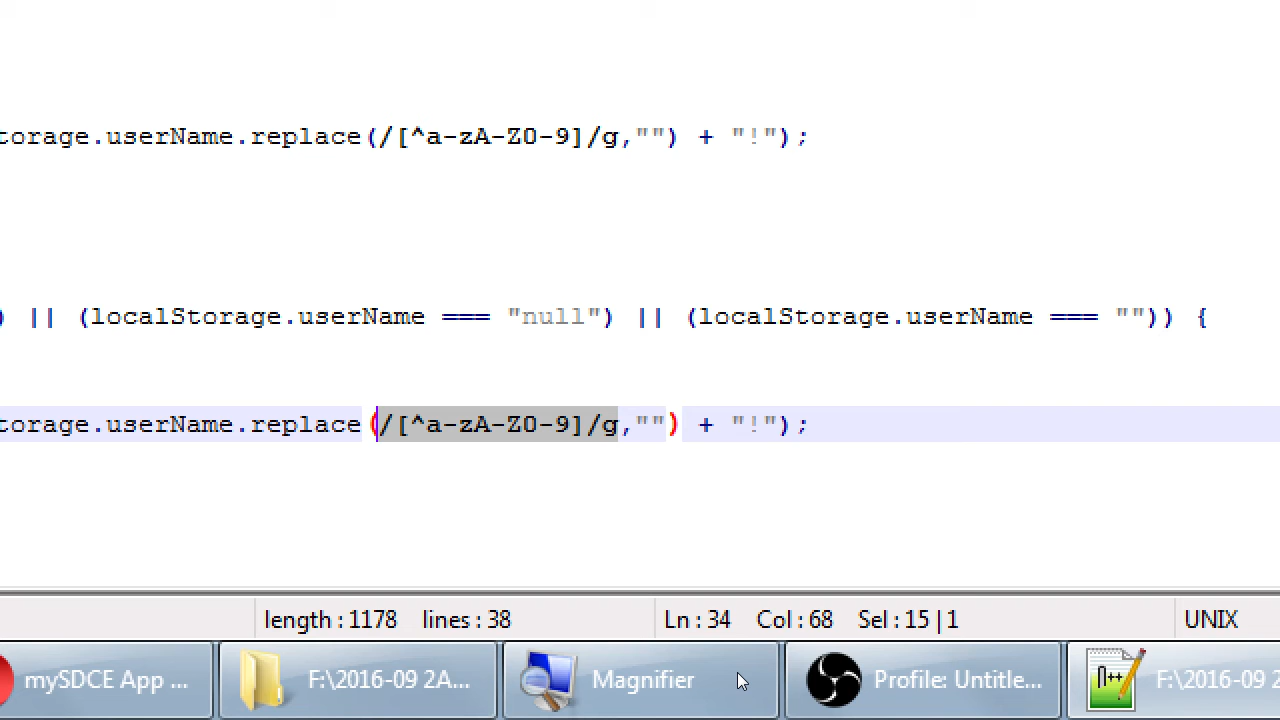 torage.userName.replace(/[^a-zA-Z0-9]/g,"") + "!");
) || (localStorage.userName === "null") || (localStorage.userName === "")) {
torage.userName.replace(/[^a-zA-Z0-9]/g,"") + "!");
length : 1178 lines : 38 Ln : 34 Col : 68 Sel : 15 | 1 UNIX
mySDCE App ... F:\2016-09 2A... Magnifier Profile: Untitle... F:\2016-09 2